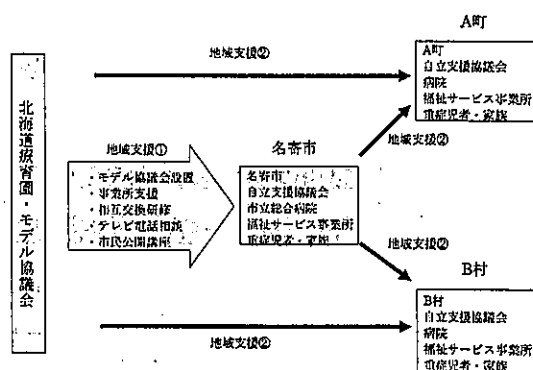 A町
地域支援②
A町
自立支援協議会
病院
福祉サービス事業所
重症児者・家族
北海道療育園・モデル協議会
地域支援①
・モデル協議会設置
・事業所支援
・相互交換研修
・テレビ電話相談
・市民公開講座
名寄市
名寄市
自立支援協議会
市立総合病院
福祉サービス事業所
重症児者・家族
地域支援②
地域支援②
B村
B村
自立支援協議会
病院
福祉サービス事業所
重症児者・家族
地域支援②